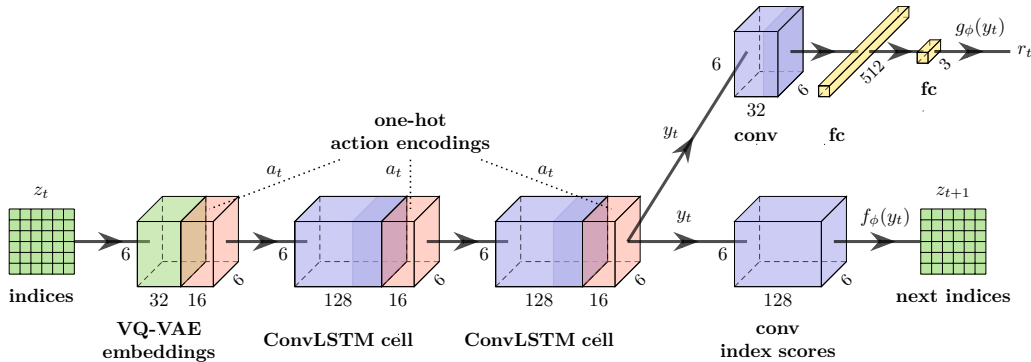 g_ϕ(y_t)
r_t
6
512
3
6
32
fc
conv
fc
one-hot
action encodings
y_t
a_t
a_t
a_t
z_t
y_t
f_ϕ(y_t)
z_{t+1}
6
6
6
6
6
6
6
6
indices
32
16
128
16
128
16
128
next indices
VQ-VAE
embeddings
ConvLSTM cell
ConvLSTM cell
conv
index scores